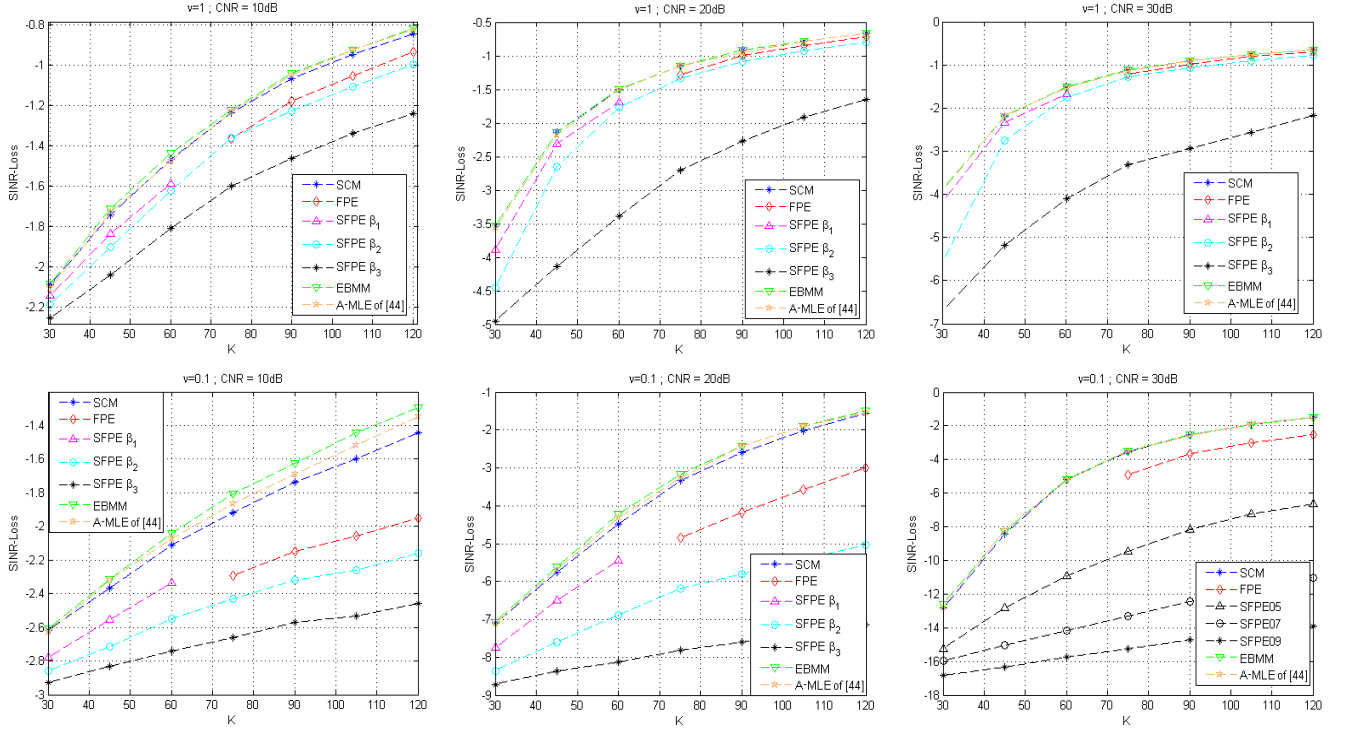 v=1 ; CNR = 10dB
-0.8
-1
-1.2
-1.4
-1.6
-1.8
-2
-2.2
SINR-Loss
30 40 50 60 70 80 90 100 110 120
K
SCM
FPE
SFPE β1
SFPE β2
SFPE β3
EBMM
A-MLE of [44]
v=1 ; CNR = 20dB
-0.5
-1
-1.5
-2
-2.5
-3
-3.5
-4
-4.5
-5
SINR-Loss
30 40 50 60 70 80 90 100 110 120
K
SCM
FPE
SFPE β1
SFPE β2
SFPE β3
EBMM
A-MLE of [44]
v=1 ; CNR = 30dB
0
-1
-2
-3
-4
-5
-6
-7
SINR-Loss
30 40 50 60 70 80 90 100 110 120
K
SCM
FPE
SFPE β1
SFPE β2
SFPE β3
EBMM
A-MLE of [44]
v=0.1 ; CNR = 10dB
-1.4
-1.6
-1.8
-2
-2.2
-2.4
-2.6
-2.8
-3
SINR-Loss
30 40 50 60 70 80 90 100 110 120
K
SCM
FPE
SFPE β1
SFPE β2
SFPE β3
EBMM
A-MLE of [44]
v=0.1 ; CNR = 20dB
-1
-2
-3
-4
-5
-6
-7
-8
-9
SINR-Loss
30 40 50 60 70 80 90 100 110 120
K
SCM
FPE
SFPE β1
SFPE β2
SFPE β3
EBMM
A-MLE of [44]
v=0.1 ; CNR = 30dB
0
-2
-4
-6
-8
-10
-12
-14
-16
-18
SINR-Loss
30 40 50 60 70 80 90 100 110 120
K
SCM
FPE
SFPE05
SFPE07
SFPE09
EBMM
A-MLE of [44]